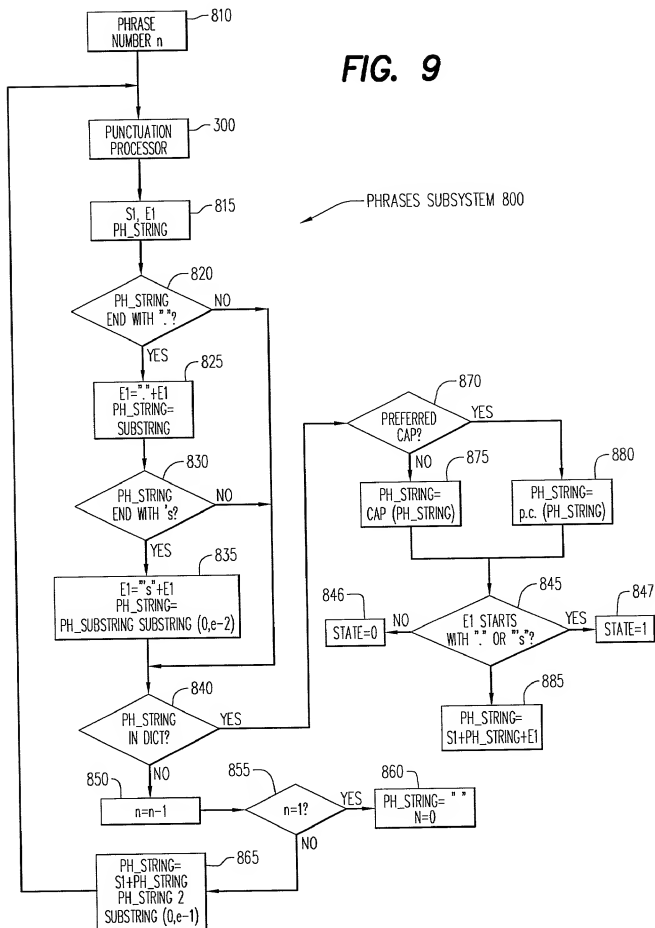 810
PHRASE
NUMBER n
FIG. 9
300
PUNCTUATION
PROCESSOR
815
S1, E1
PH_STRING
PHRASES SUBSYSTEM 800
820
PH_STRING
END WITH "."?
NO
YES
825
E1="."+E1
PH_STRING=
SUBSTRING
830
PH_STRING
END WITH 's?
NO
YES
835
E1="'s"+E1
PH_STRING=
PH_SUBSTRING SUBSTRING (0,e-2)
840
PH_STRING
IN DICT?
YES
NO
870
PREFERRED
CAP?
YES
NO
875
PH_STRING=
CAP (PH_STRING)
880
PH_STRING=
p.c. (PH_STRING)
845
E1 STARTS
WITH "." OR "'s"?
NO
YES
846
STATE=0
847
STATE=1
885
PH_STRING=
S1+PH_STRING+E1
850
n=n-1
855
n=1?
YES
NO
860
PH_STRING= " "
N=0
865
PH_STRING=
S1+PH_STRING
PH_STRING 2
SUBSTRING (0,e-1)